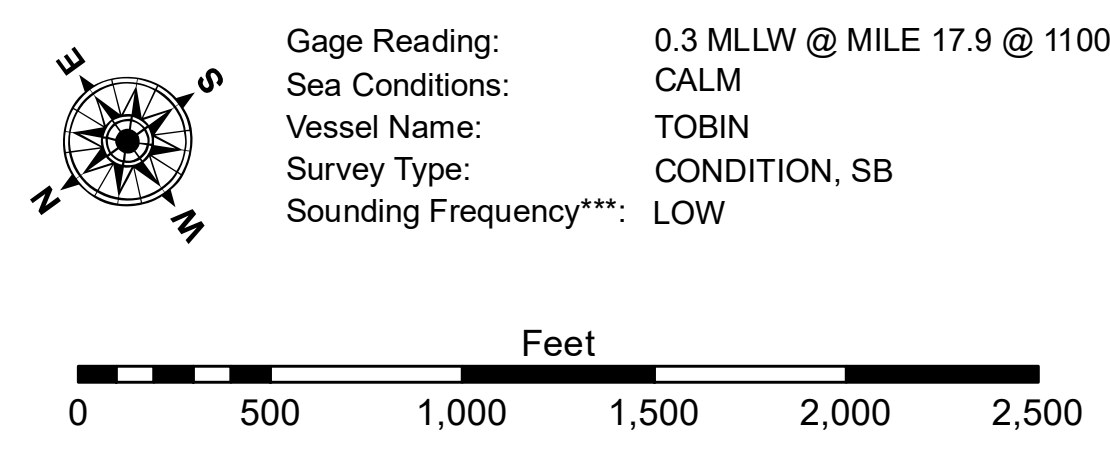 E
S
N
W
Gage Reading: 0.3 MLLW @ MILE 17.9 @ 1100
Sea Conditions: CALM
Vessel Name: TOBIN
Survey Type: CONDITION, SB
Sounding Frequency***: LOW
Feet
0 500 1,000 1,500 2,000 2,500